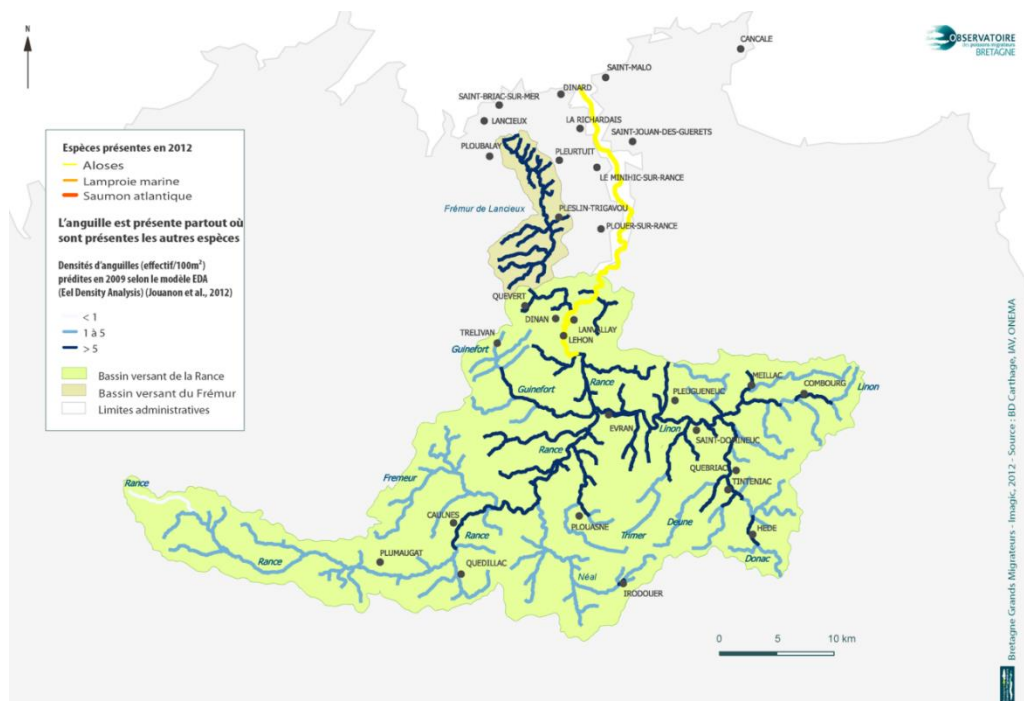 N
OBSERVATOIRE
des poissons migrateurs
BRETAGNE
CANCALE
SAINT-MALO
DINARD
SAINT-BRIAC-SUR-MER
LANCIEUX
LA RICHARDAIS
SAINT-JOUAN-DES-GUERETS
PLOUBALAY
PLEURTUIT
LE MINIHIC-SUR-RANCE
Frémur de Lancieux
PLESLIN-TRIGAVOU
PLOUER-SUR-RANCE
Espèces présentes en 2012
Aloses
Lamproie marine
Saumon atlantique
L'anguille est présente partout où
sont présentes les autres espèces
Densités d'anguilles (effectif/100m²)
prédites en 2009 selon le modèle EDA
(Eel Density Analysis) (Jouanon et al., 2012)
< 1
1 à 5
> 5
Bassin versant de la Rance
Bassin versant du Frémur
Limites administratives
QUEVERT
DINAN
LANVALLAY
TRELIVAN
LEHON
Guinefort
Guinefort
Rance
MEILLAC
PLEUGUENEUC
COMBOURG
Linon
EVRAN
Linon
SAINT-DOMINEUC
Rance
QUEBRIAC
TINTENIAC
Fremeur
Rance
CAULNES
PLOUASNE
Deune
HEDE
Rance
Trimer
Donac
Rance
PLUMAUGAT
QUEDILLAC
Néal
IRODOUER
0 5 10 km
Bretagne Grands Migrateurs - Imagic, 2012 - Source : BD Carthage, IAV, ONEMA